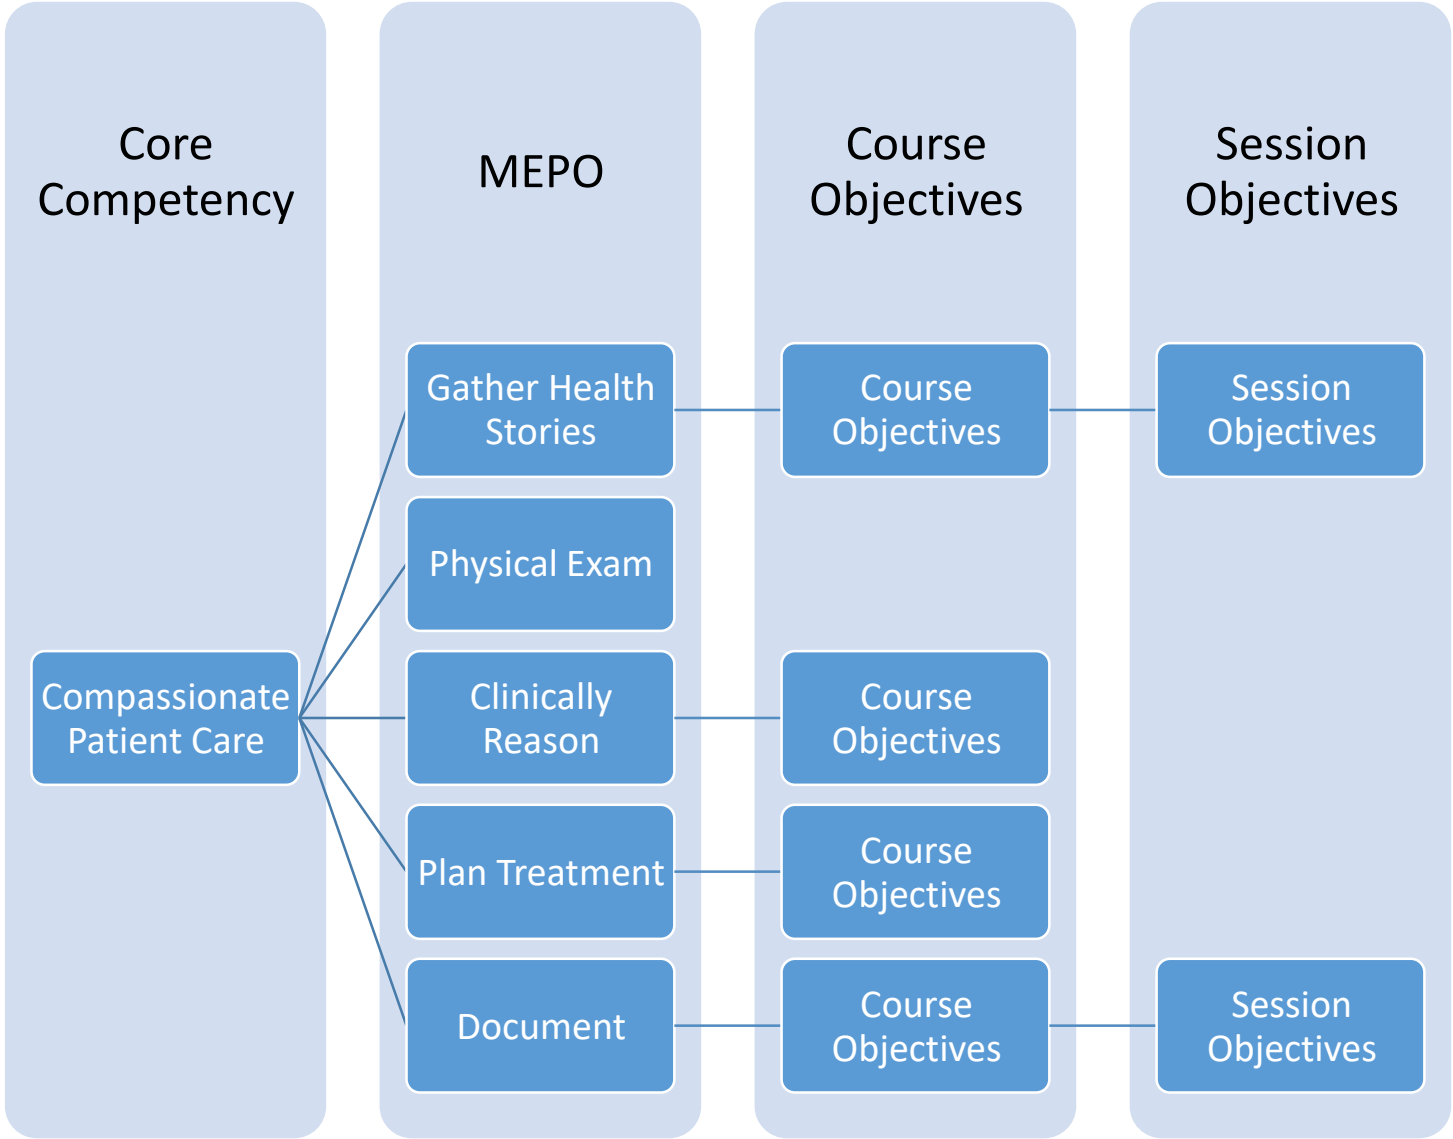 Core
Competency
MEPO
Course
Objectives
Session
Objectives
Gather Health
Stories
Course
Objectives
Session
Objectives
Physical Exam
Compassionate
Patient Care
Clinically
Reason
Course
Objectives
Plan Treatment
Course
Objectives
Document
Course
Objectives
Session
Objectives